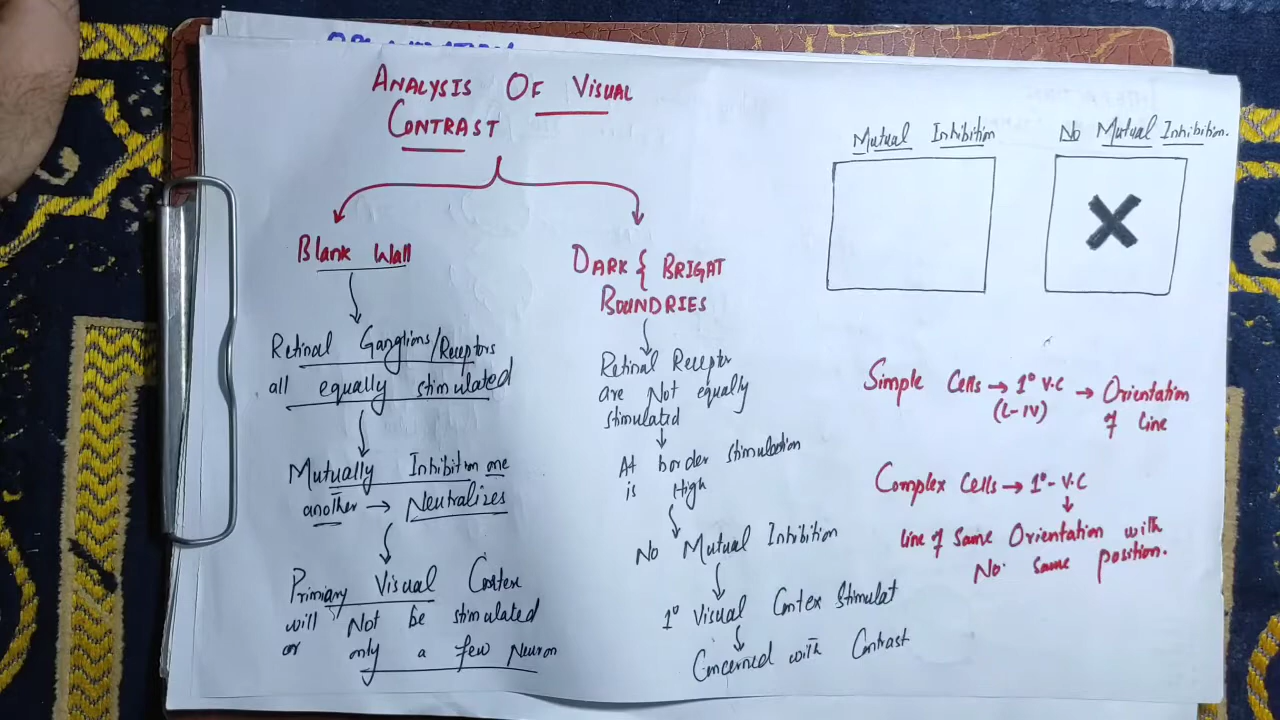 ANALYSIS OF VISUAL
CONTRAST
Blank Wall
Retinal Ganglions/Receptors
all equally stimulated
Mutually Inhibition one
another → Neutralizes
Primiary Visual Cortex
will Not be stimulated
or only a few Neuron
DARK & BRIGAT
BOUNDRIES
Retinal Receptor
are Not equally
stimulated
At border stimulation
is High
No Mutual Inhibition
1° Visual Cortex Stimulat
Concerned with Contrast
Mutual Inhibition
No Mutual Inhibition.
Simple Cells → 1° V.C → Orientation
(L-IV) of Line
Complex Cells → 1°- V.C
Line of Same Orientation with
No. same position.